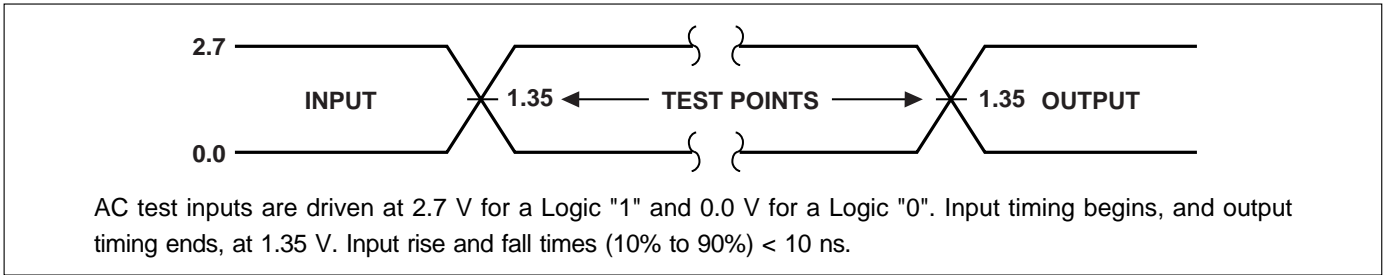 2.7
INPUT 1.35 TEST POINTS 1.35 OUTPUT
0.0
AC test inputs are driven at 2.7 V for a Logic "1" and 0.0 V for a Logic "0". Input timing begins, and output
timing ends, at 1.35 V. Input rise and fall times (10% to 90%) < 10 ns.